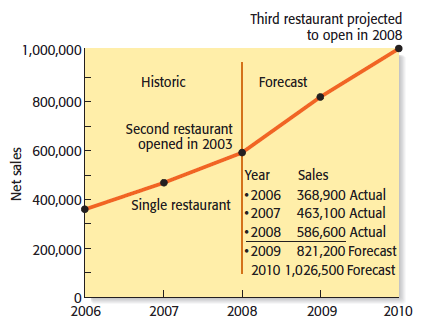 Third restaurant projected
to open in 2008
1,000,000
800,000
600,000
400,000
200,000
0
Net sales
Historic
Forecast
Second restaurant
opened in 2003
Single restaurant
Year Sales
•2006 368,900 Actual
•2007 463,100 Actual
•2008 586,600 Actual
•2009 821,200 Forecast
2010 1,026,500 Forecast
2006 2007 2008 2009 2010